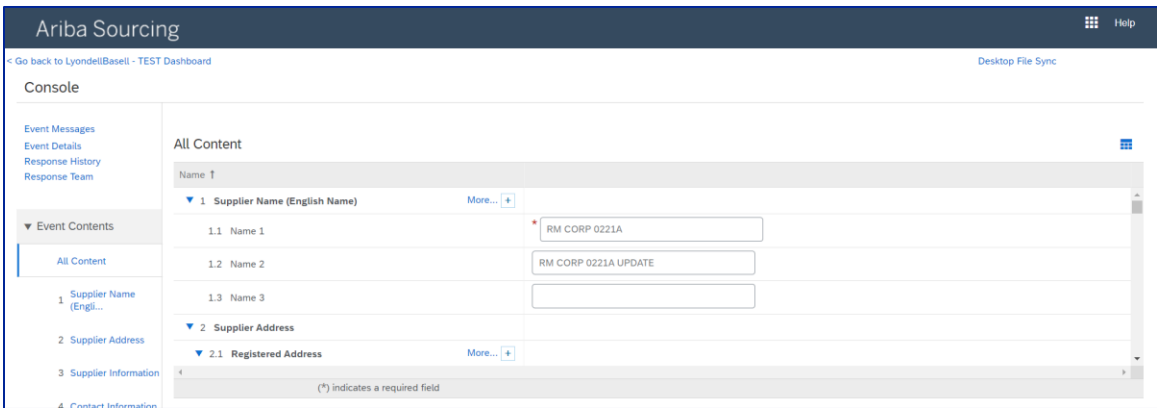 Ariba Sourcing
Help
< Go back to LyondellBasell - TEST Dashboard
Desktop File Sync
Console
Event Messages
Event Details
Response History
Response Team
▼ Event Contents
All Content
1 Supplier Name (Engli...
2 Supplier Address
3 Supplier Information
4 Contact Information
All Content
Name ↑
▼ 1 Supplier Name (English Name) More... +
1.1 Name 1 * RM CORP 0221A
1.2 Name 2 RM CORP 0221A UPDATE
1.3 Name 3
▼ 2 Supplier Address
▼ 2.1 Registered Address More... +
(*) indicates a required field